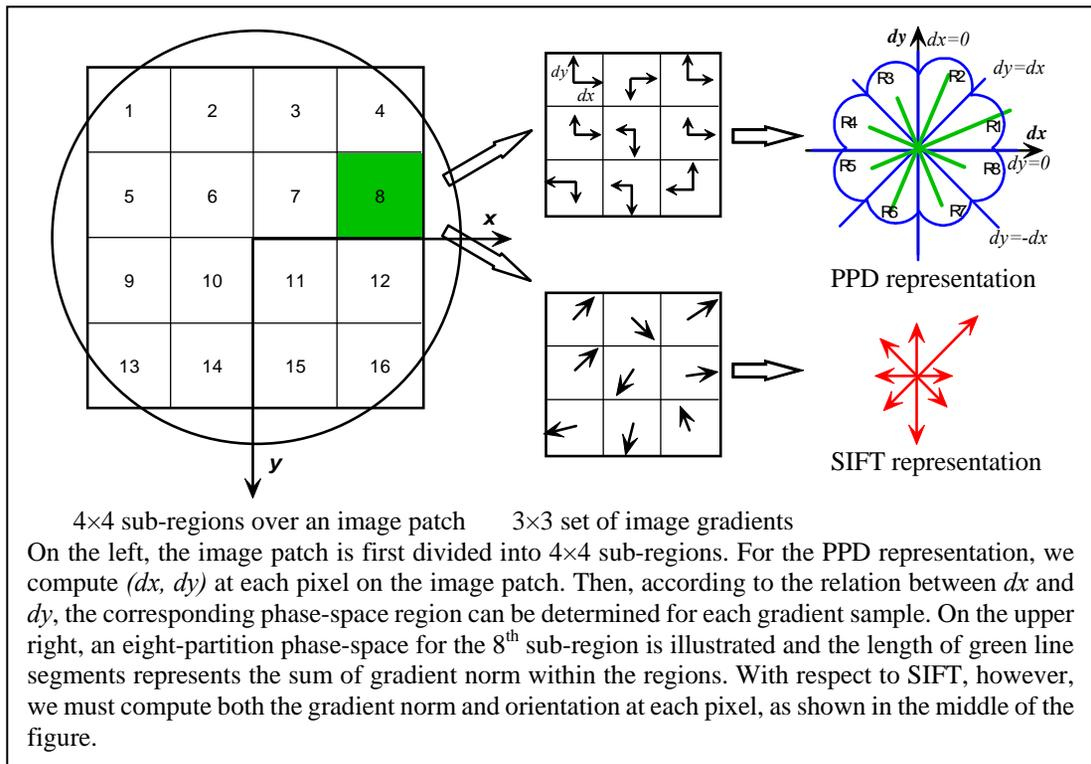 1 2 3 4
5 6 7 8
9 10 11 12
13 14 15 16
x
y
dy
dx
dy dx=0
dy=dx
R3 R2
R4 R1
dx
R5 R8 dy=0
R6 R7
dy=-dx
PPD representation
SIFT representation
4×4 sub-regions over an image patch 3×3 set of image gradients
On the left, the image patch is first divided into 4×4 sub-regions. For the PPD representation, we
compute (dx, dy) at each pixel on the image patch. Then, according to the relation between dx and
dy, the corresponding phase-space region can be determined for each gradient sample. On the upper
right, an eight-partition phase-space for the 8th sub-region is illustrated and the length of green line
segments represents the sum of gradient norm within the regions. With respect to SIFT, however,
we must compute both the gradient norm and orientation at each pixel, as shown in the middle of the
figure.